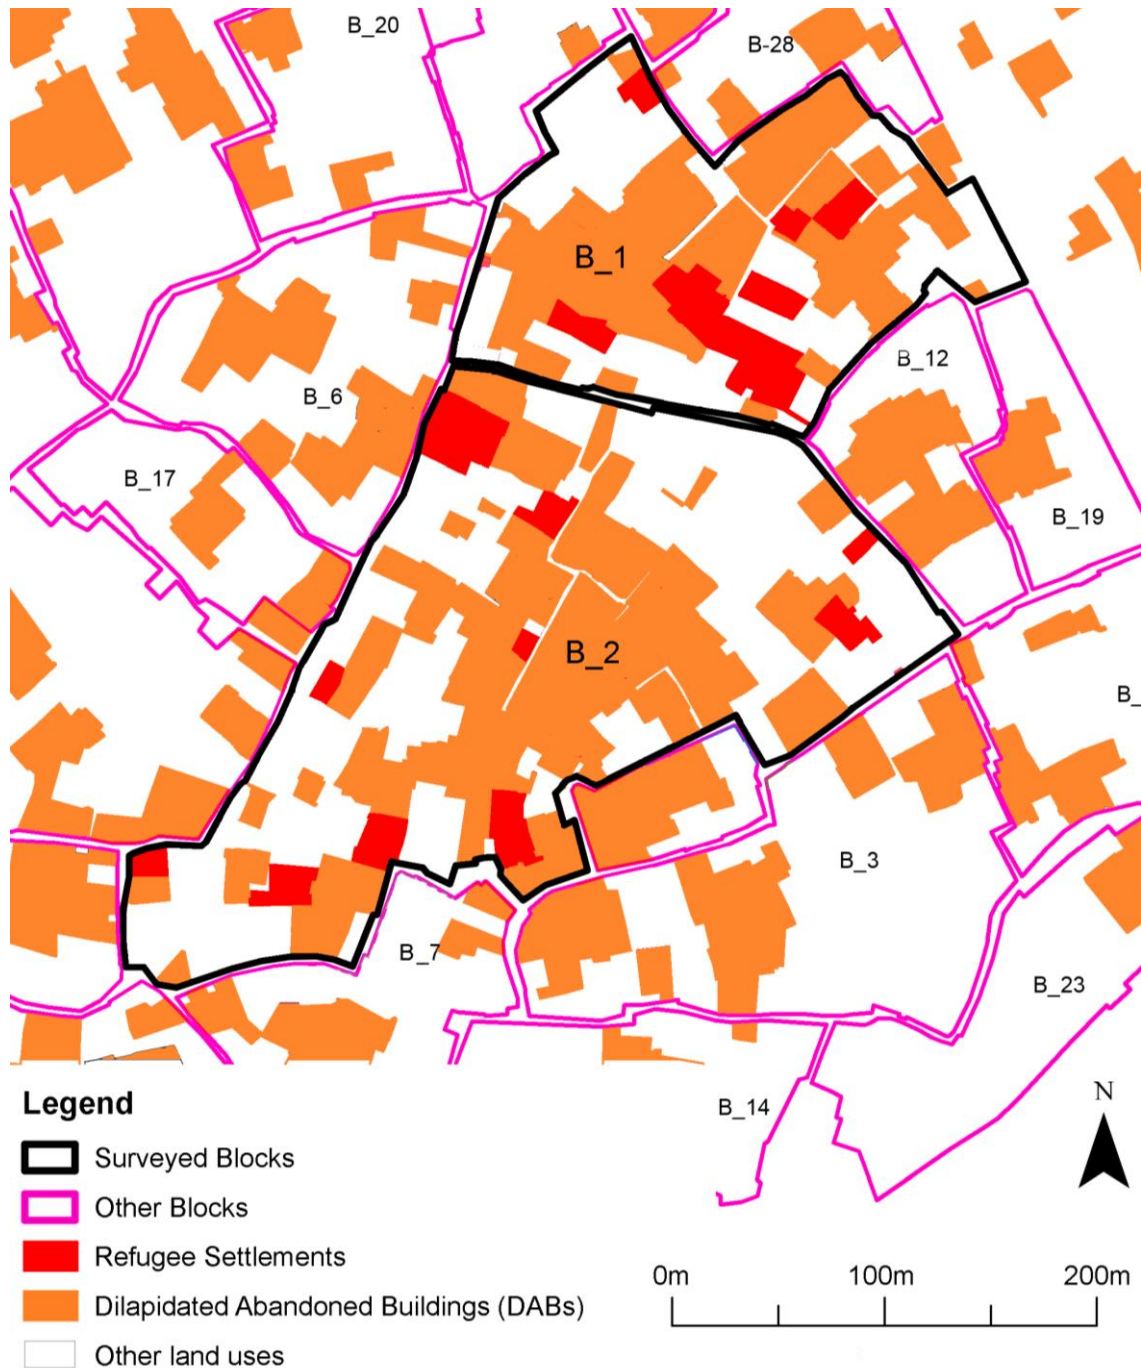 B_20
B-28
B_1
B_12
B_6
B_17
B_19
B_2
B_
B_3
B_7
B_23
B_14
N
Legend
Surveyed Blocks
Other Blocks
Refugee Settlements
Dilapidated Abandoned Buildings (DABs)
Other land uses
0m 100m 200m